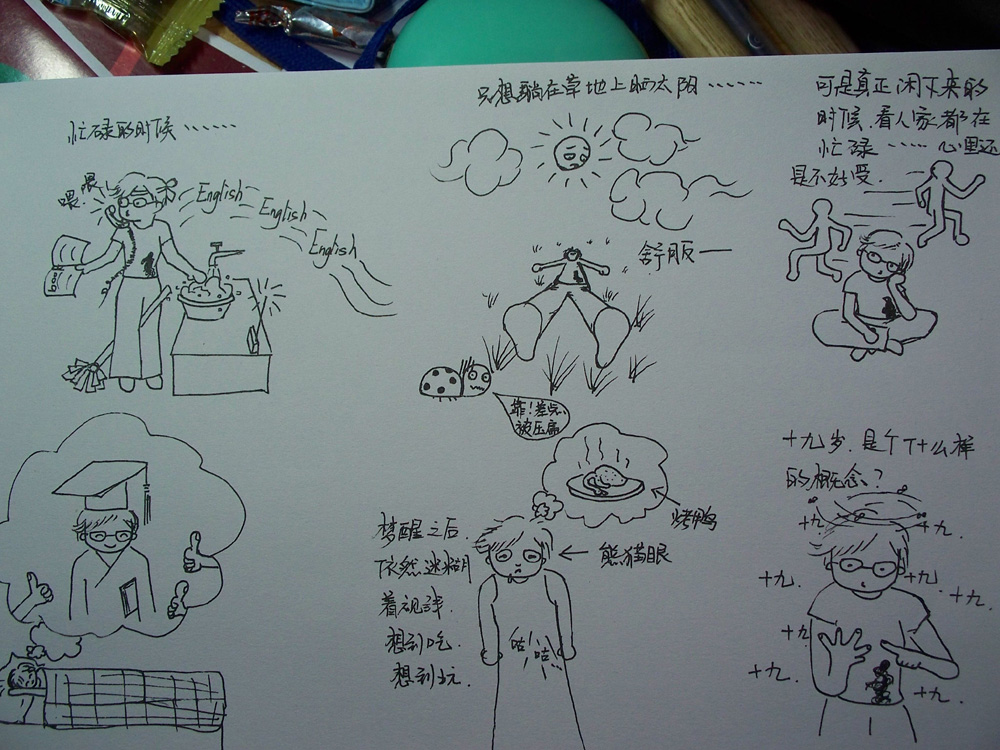 忙碌的时候……
喂
喂
English
English
English
只想躺在草地上晒太阳……
舒服一
靠！差点
被压扁
可是真正闲下来的
时候.看人家都在
忙碌……心里还
是不好受.
烤鸭
熊猫眼
梦醒之后.
依然迷糊
着视线.
想到吃.
想到玩.
咕！
咕！
十九岁.是个什么样
的概念？
十九
十九.
十九.
十九.
十九.
十九
十九.
十九.